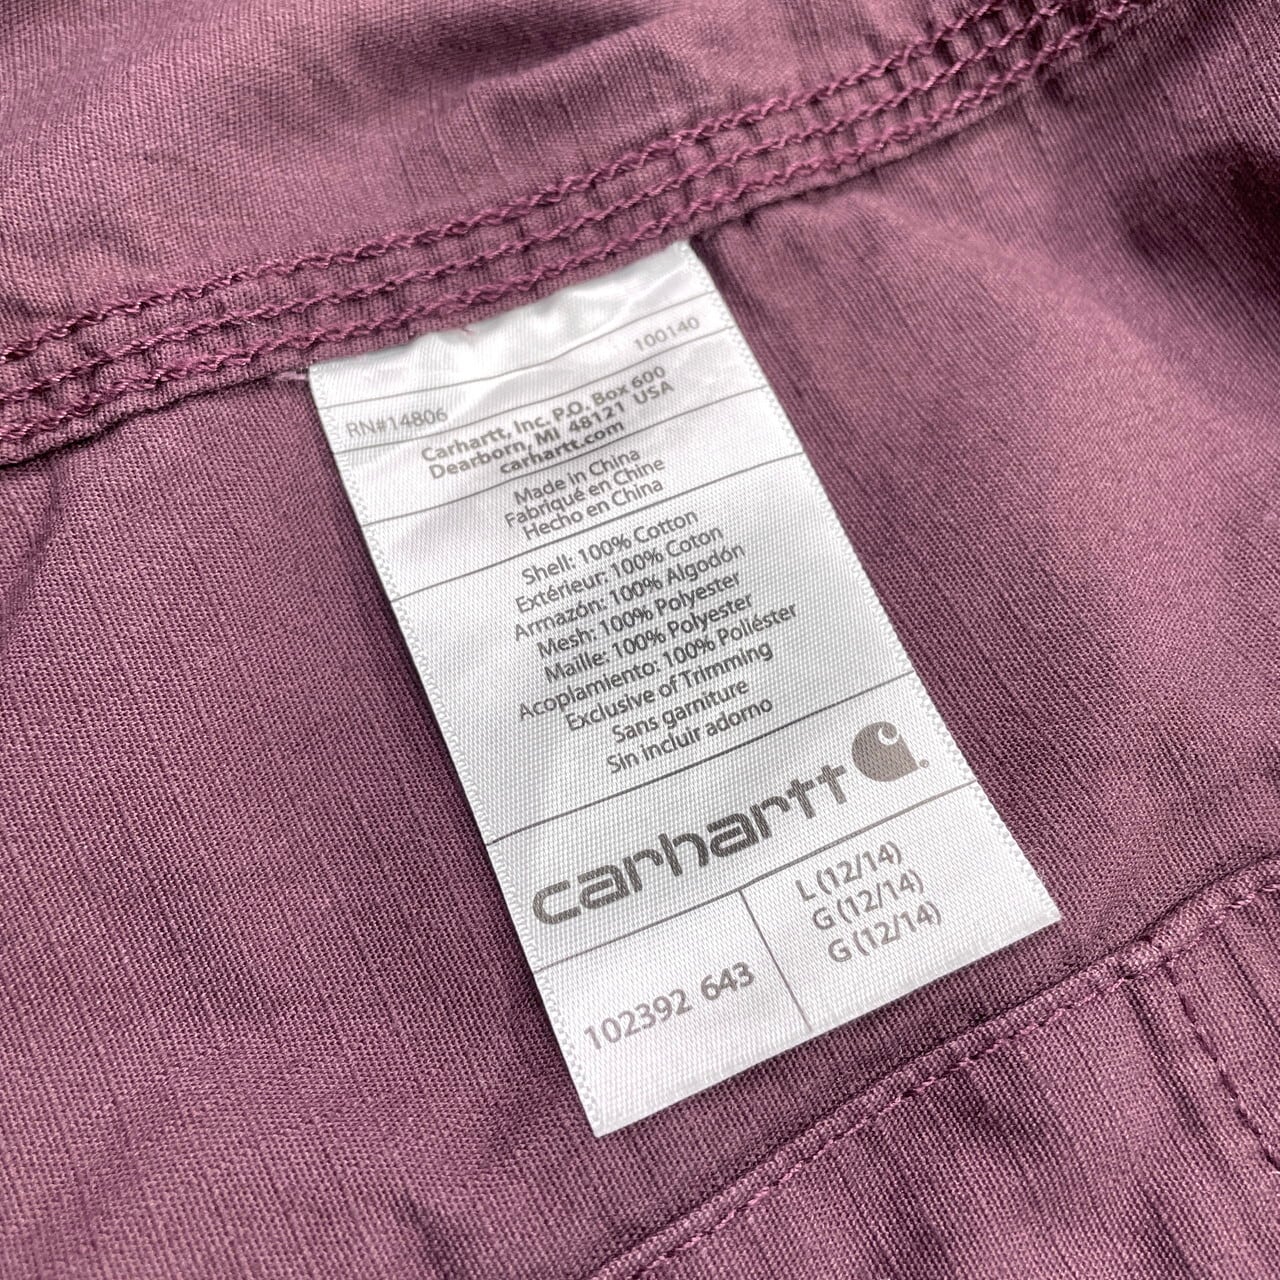 100140
RN#14806
Carhartt, Inc. P.O. Box 600
Dearborn, MI 48121 USA
carhartt.com
Made in China
Fabriqué en Chine
Hecho en China
Shell: 100% Cotton
Extérieur: 100% Coton
Armazón: 100% Algodón
Mesh: 100% Polyester
Maille: 100% Polyester
Acoplamiento: 100% Poliéster
Exclusive of Trimming
Sans garniture
Sin incluir adorno
carhartt
102392 643
L (12/14)
G (12/14)
G (12/14)